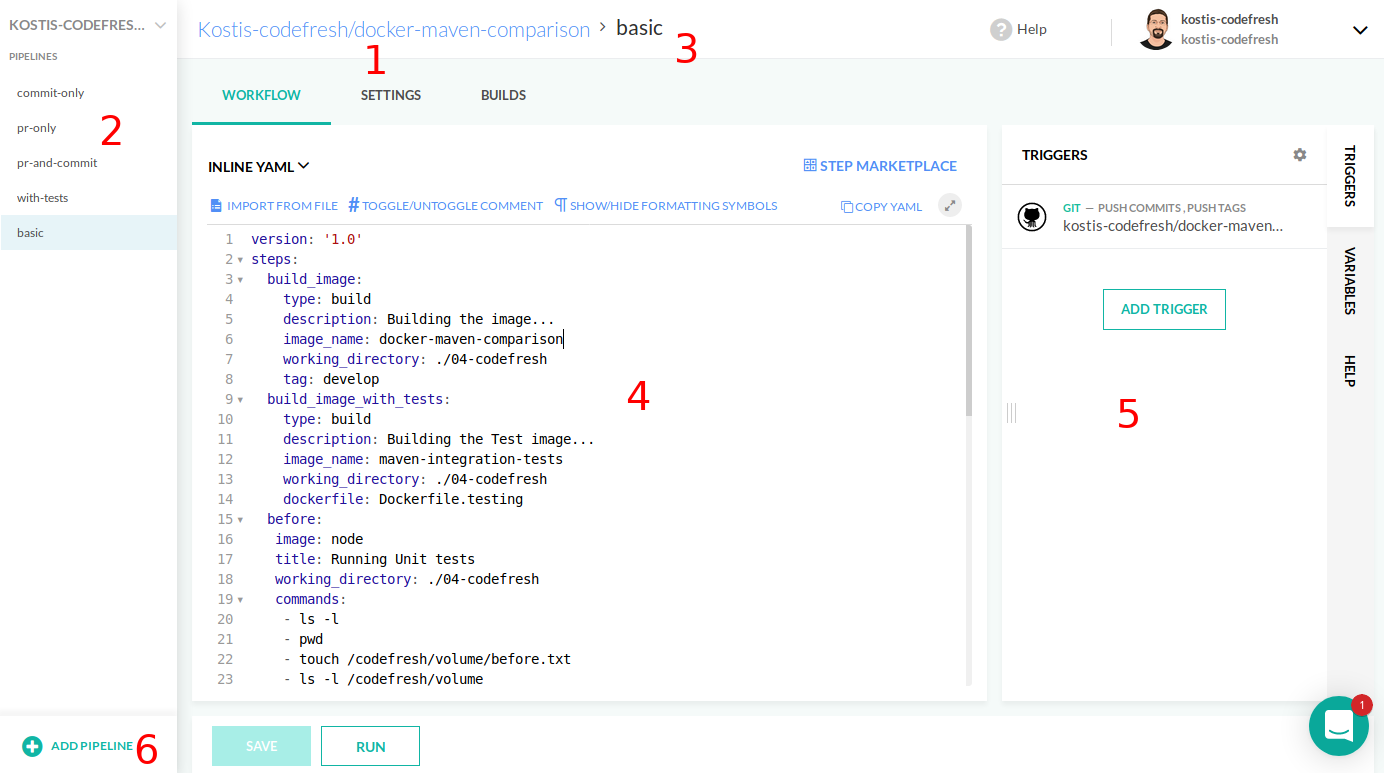 KOSTIS-CODEFRES...
PIPELINES
commit-only
pr-only
2
pr-and-commit
with-tests
basic
ADD PIPELINE
6
Kostis-codefresh/docker-maven-comparison > basic
1
3
Help
kostis-codefresh
kostis-codefresh
WORKFLOW
SETTINGS
BUILDS
INLINE YAML
STEP MARKETPLACE
IMPORT FROM FILE
# TOGGLE/UNTOGGLE COMMENT
¶ SHOW/HIDE FORMATTING SYMBOLS
COPY YAML
1 version: '1.0'
2 steps:
3 build_image:
4 type: build
5 description: Building the image...
6 image_name: docker-maven-comparison
7 working_directory: ./04-codefresh
8 tag: develop
4
9 build_image_with_tests:
10 type: build
11 description: Building the Test image...
12 image_name: maven-integration-tests
13 working_directory: ./04-codefresh
14 dockerfile: Dockerfile.testing
15 before:
16 image: node
17 title: Running Unit tests
18 working_directory: ./04-codefresh
19 commands:
20 - ls -l
21 - pwd
22 - touch /codefresh/volume/before.txt
23 - ls -l /codefresh/volume
SAVE
RUN
TRIGGERS
GIT — PUSH COMMITS , PUSH TAGS
kostis-codefresh/docker-maven...
ADD TRIGGER
5
TRIGGERS
VARIABLES
HELP
1